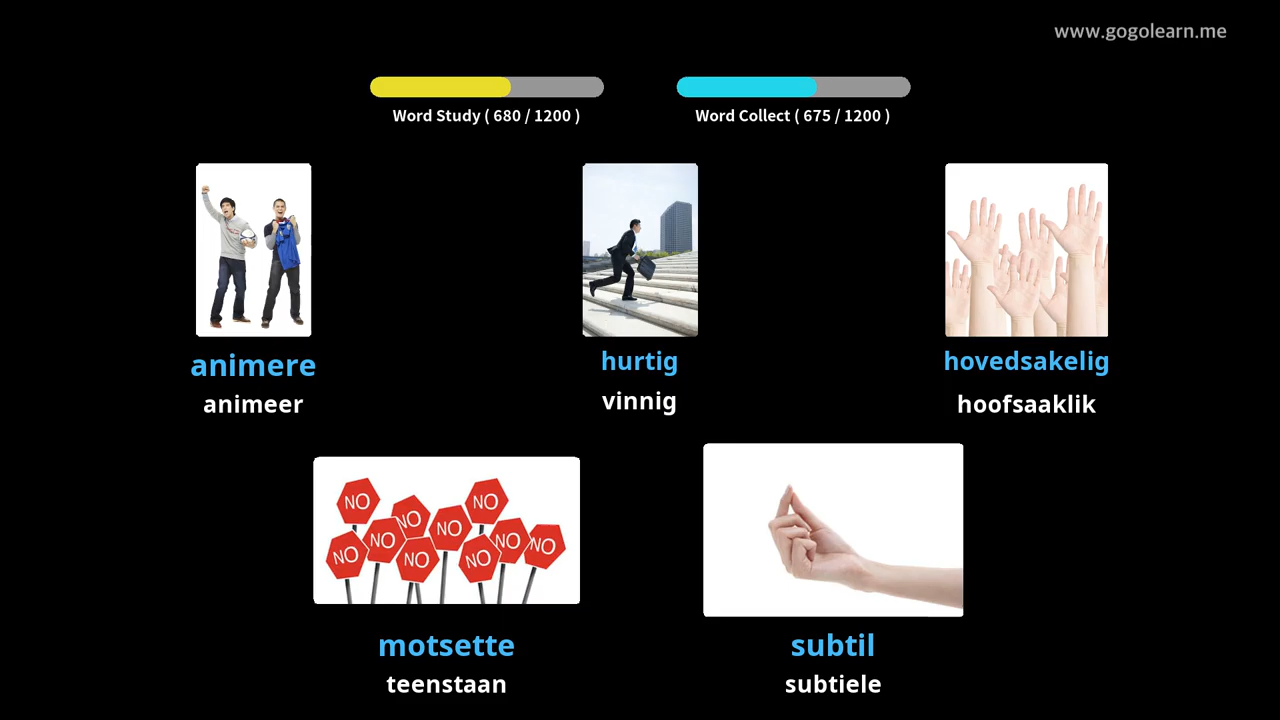 www.gogolearn.me
Word Study ( 680 / 1200 )
Word Collect ( 675 / 1200 )
animere
animeer
hurtig
vinnig
hovedsakelig
hoofsaaklik
NO
NO
NO
NO
NO
NO
NO
NO
NO
NO
motsette
teenstaan
subtil
subtiele